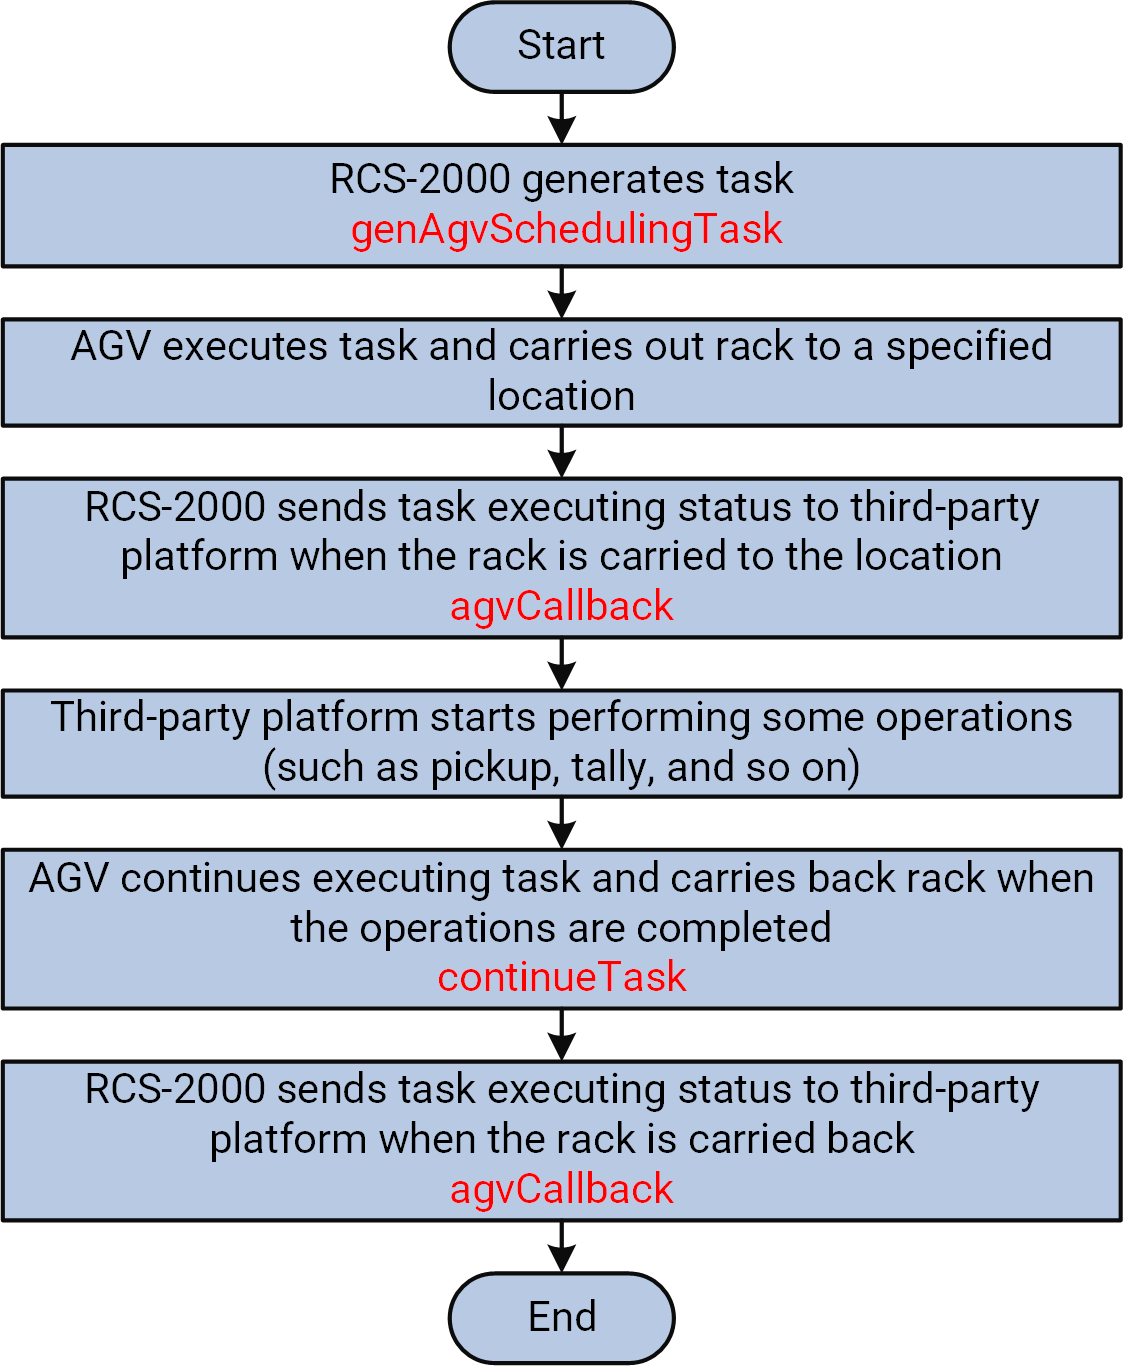 Start
RCS-2000 generates task
genAgvSchedulingTask
AGV executes task and carries out rack to a specified
location
RCS-2000 sends task executing status to third-party
platform when the rack is carried to the location
agvCallback
Third-party platform starts performing some operations
(such as pickup, tally, and so on)
AGV continues executing task and carries back rack when
the operations are completed
continueTask
RCS-2000 sends task executing status to third-party
platform when the rack is carried back
agvCallback
End